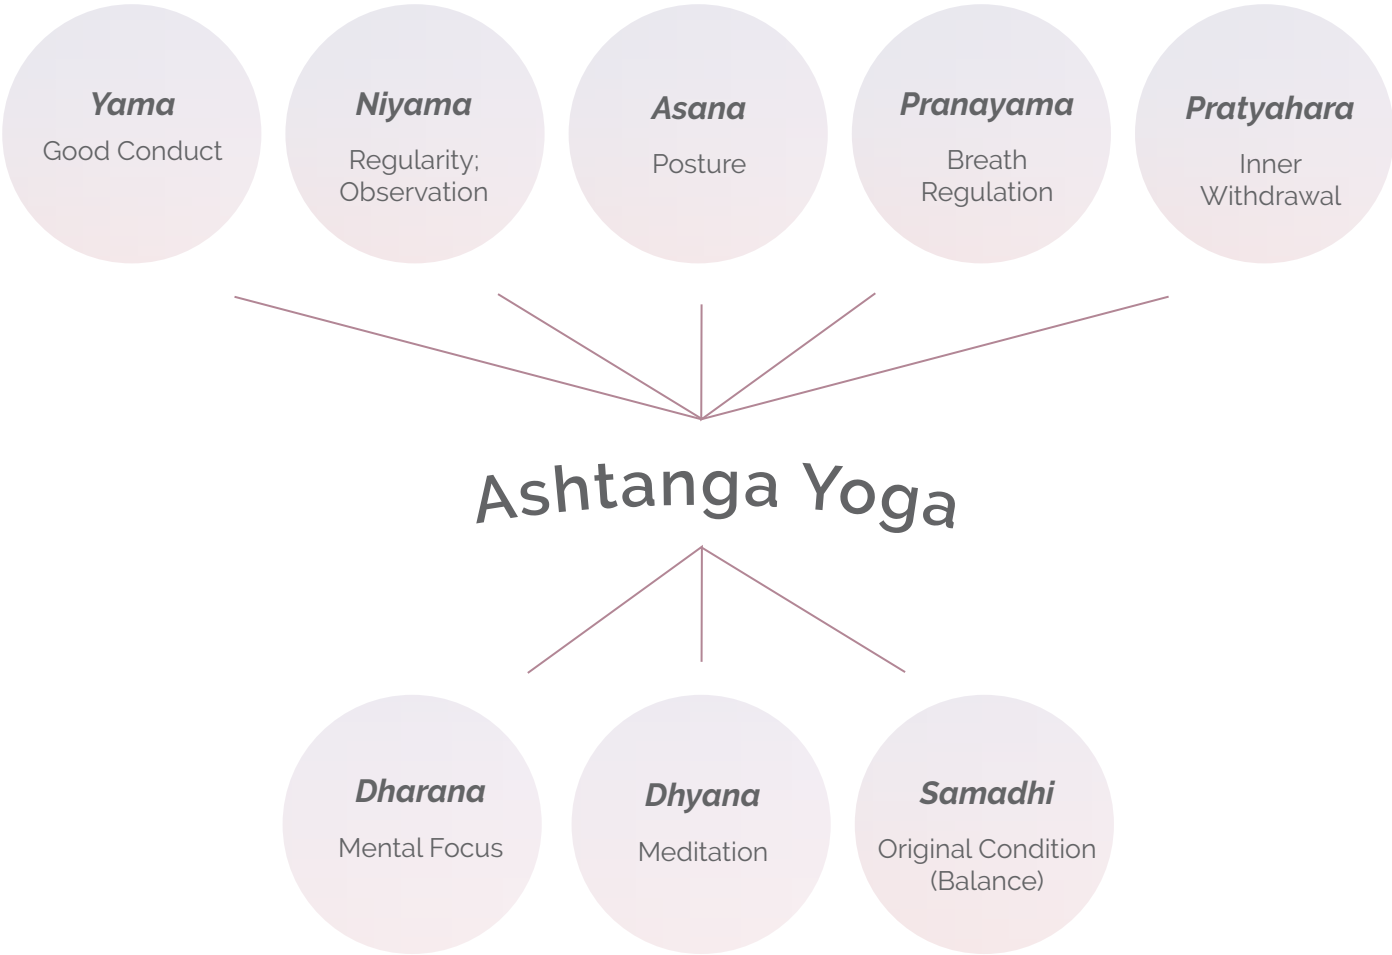 Yama
Good Conduct
Niyama
Regularity;
Observation
Asana
Posture
Pranayama
Breath
Regulation
Pratyahara
Inner
Withdrawal
Ashtanga Yoga
Dharana
Mental Focus
Dhyana
Meditation
Samadhi
Original Condition
(Balance)